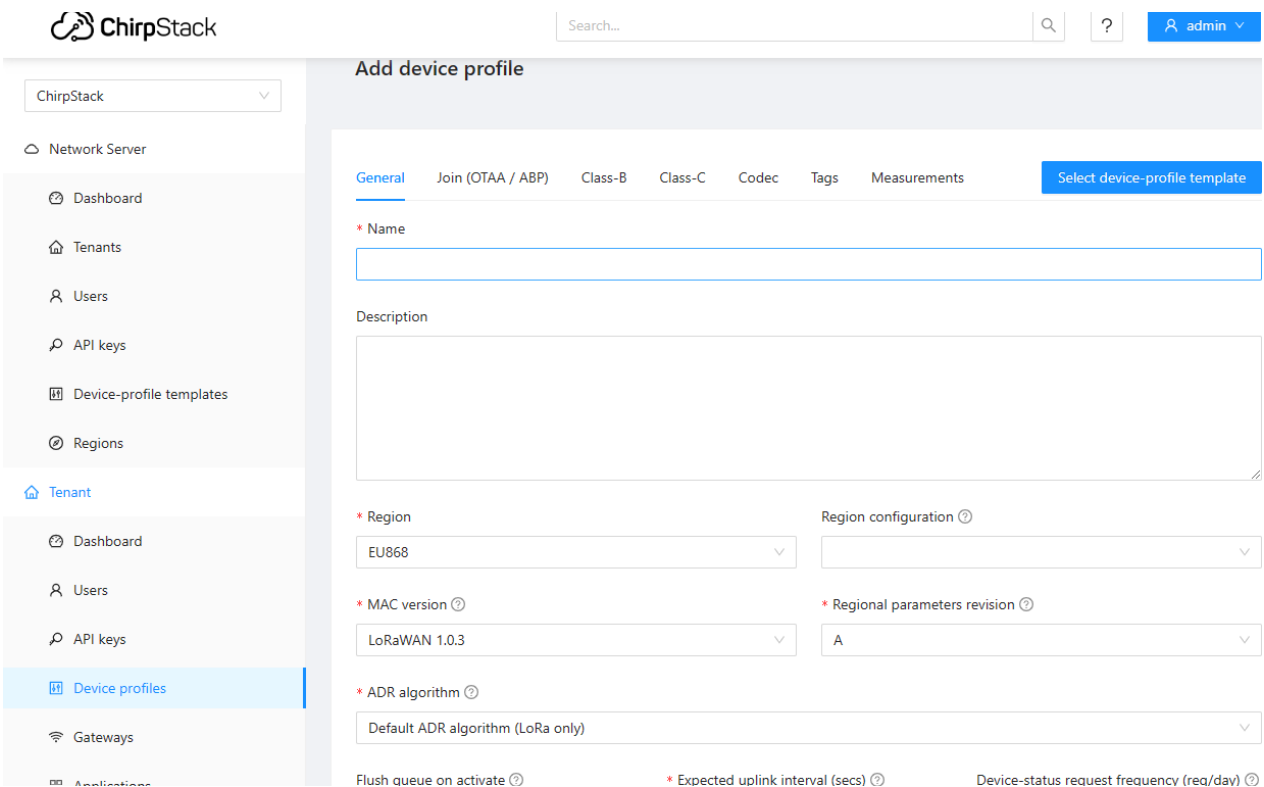 ChirpStack
Search...
?
admin
Add device profile
ChirpStack
Network Server
Dashboard
Tenants
Users
API keys
Device-profile templates
Regions
Tenant
Dashboard
Users
API keys
Device profiles
Gateways
Applications
General Join (OTAA / ABP) Class-B Class-C Codec Tags Measurements Select device-profile template
* Name
Description
* Region Region configuration
EU868
* MAC version * Regional parameters revision
LoRaWAN 1.0.3 A
* ADR algorithm
Default ADR algorithm (LoRa only)
Flush queue on activate * Expected uplink interval (secs) Device-status request frequency (req/day)